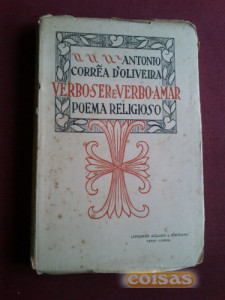 ANTONIO
CORRÊA D'OLIVEIRA
VERBO·SER E VERBO·AMAR
POEMA RELIGIOSO
coisas